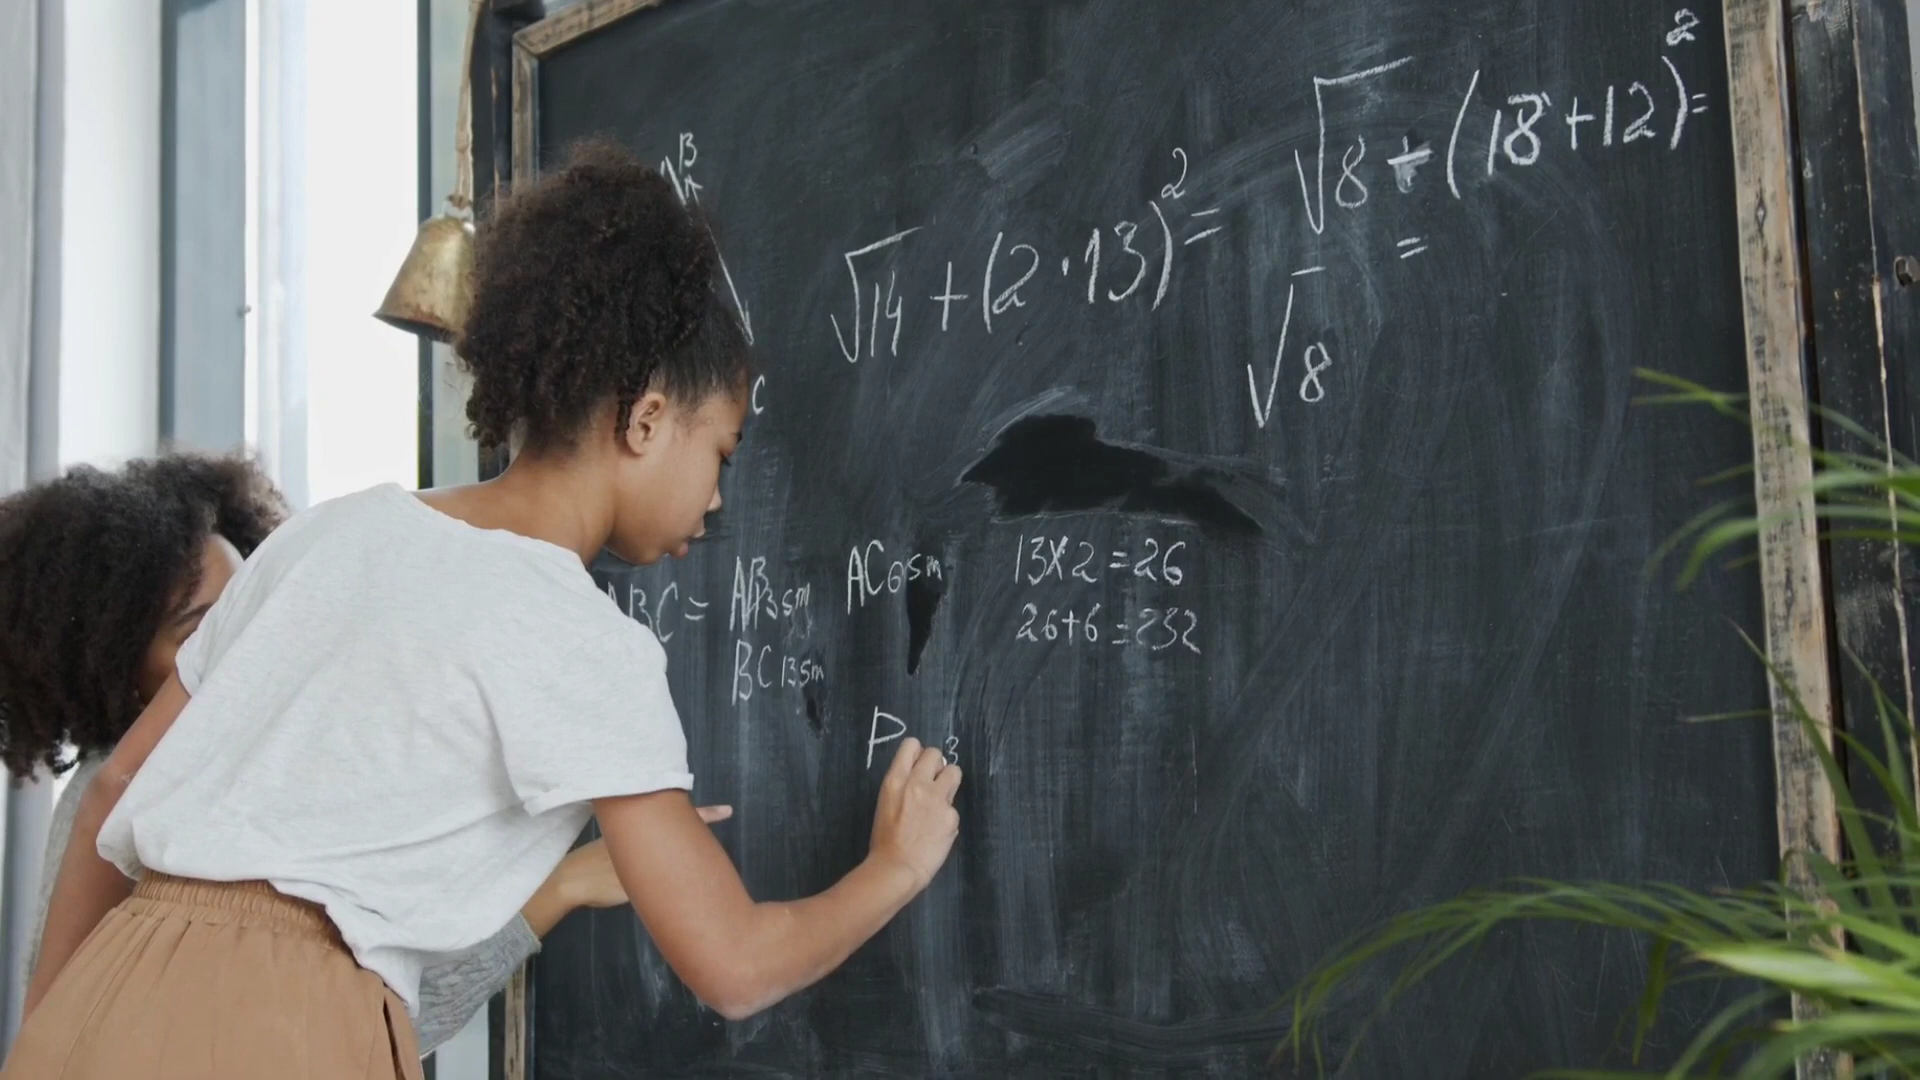 √8 + (18+12)²=
=
√14 + (2·13)²=
√8
B
A
C
ABC = AB 3sm AC 6sm
BC 13sm
13x2=26
26+6=232
P 3